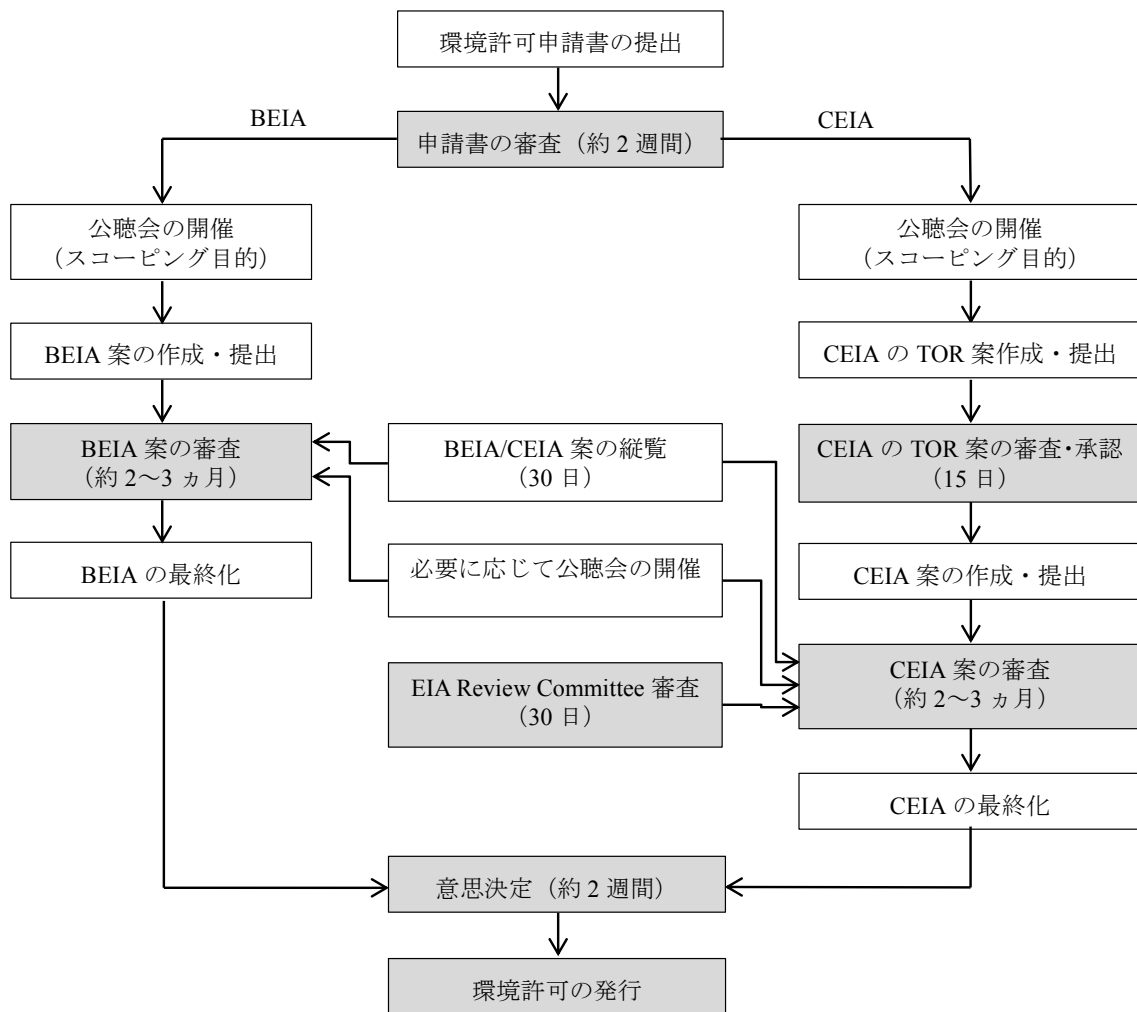 環境許可申請書の提出
BEIA
CEIA
申請書の審査（約 2 週間）
公聴会の開催
（スコーピング目的）
公聴会の開催
（スコーピング目的）
BEIA 案の作成・提出
CEIA の TOR 案作成・提出
BEIA 案の審査
（約 2～3 ヵ月）
BEIA/CEIA 案の縦覧
（30 日）
CEIA の TOR 案の審査・承認
（15 日）
BEIA の最終化
必要に応じて公聴会の開催
CEIA 案の作成・提出
EIA Review Committee 審査
（30 日）
CEIA 案の審査
（約 2～3 ヵ月）
CEIA の最終化
意思決定（約 2 週間）
環境許可の発行